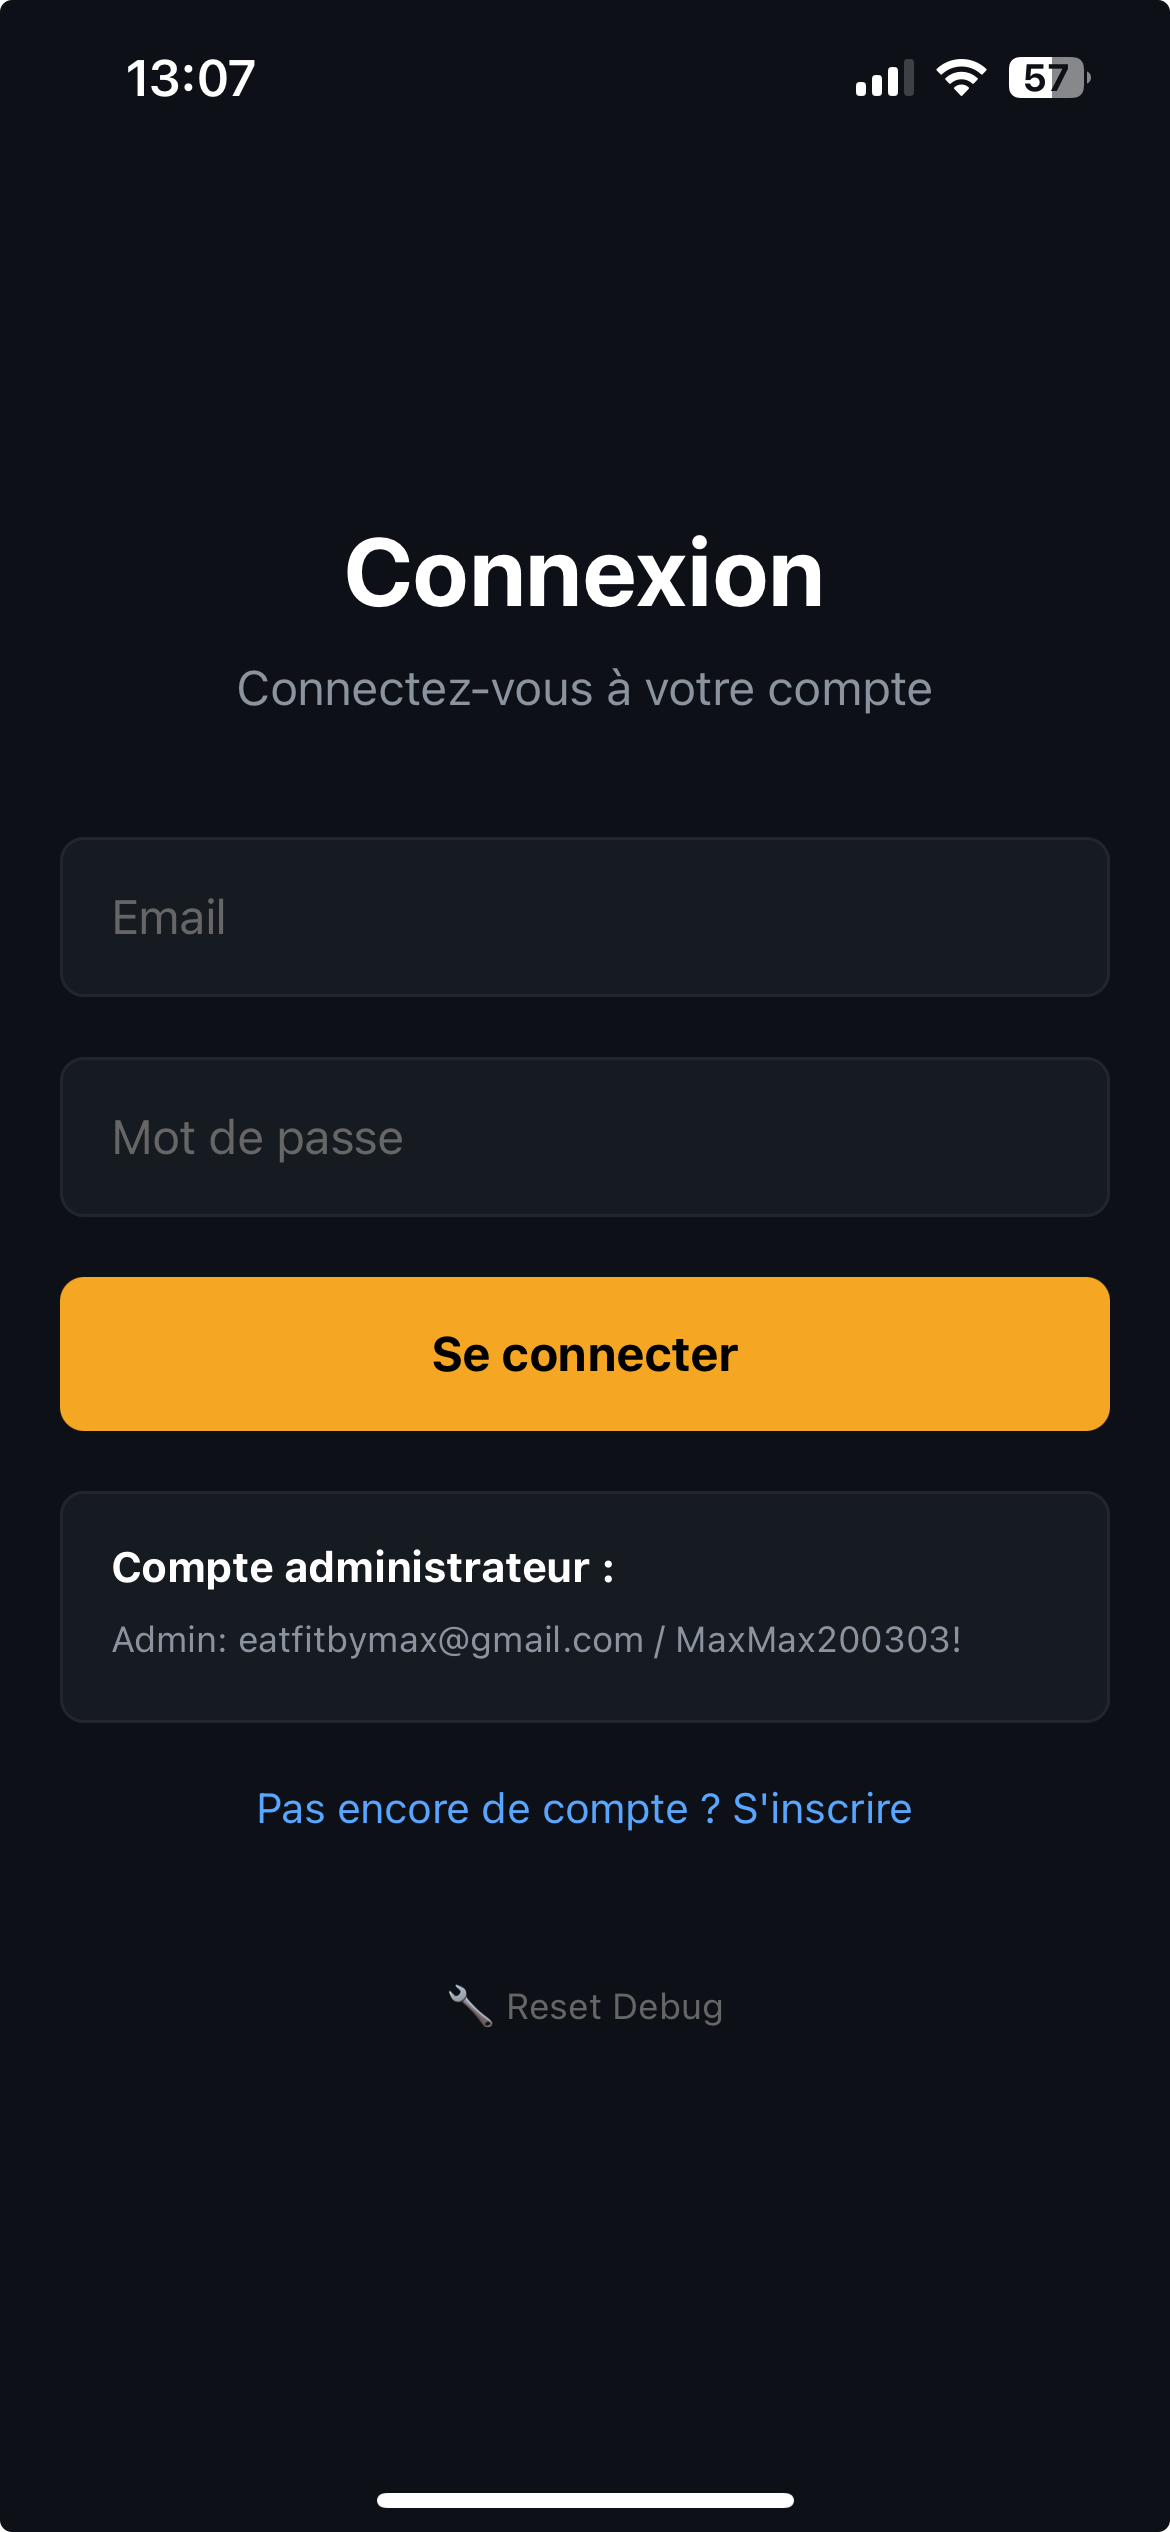 13:07
57
Connexion
Connectez-vous à votre compte
Email
Mot de passe
Se connecter
Compte administrateur :
Admin: eatfitbymax@gmail.com / MaxMax200303!
Pas encore de compte ? S'inscrire
🔧 Reset Debug